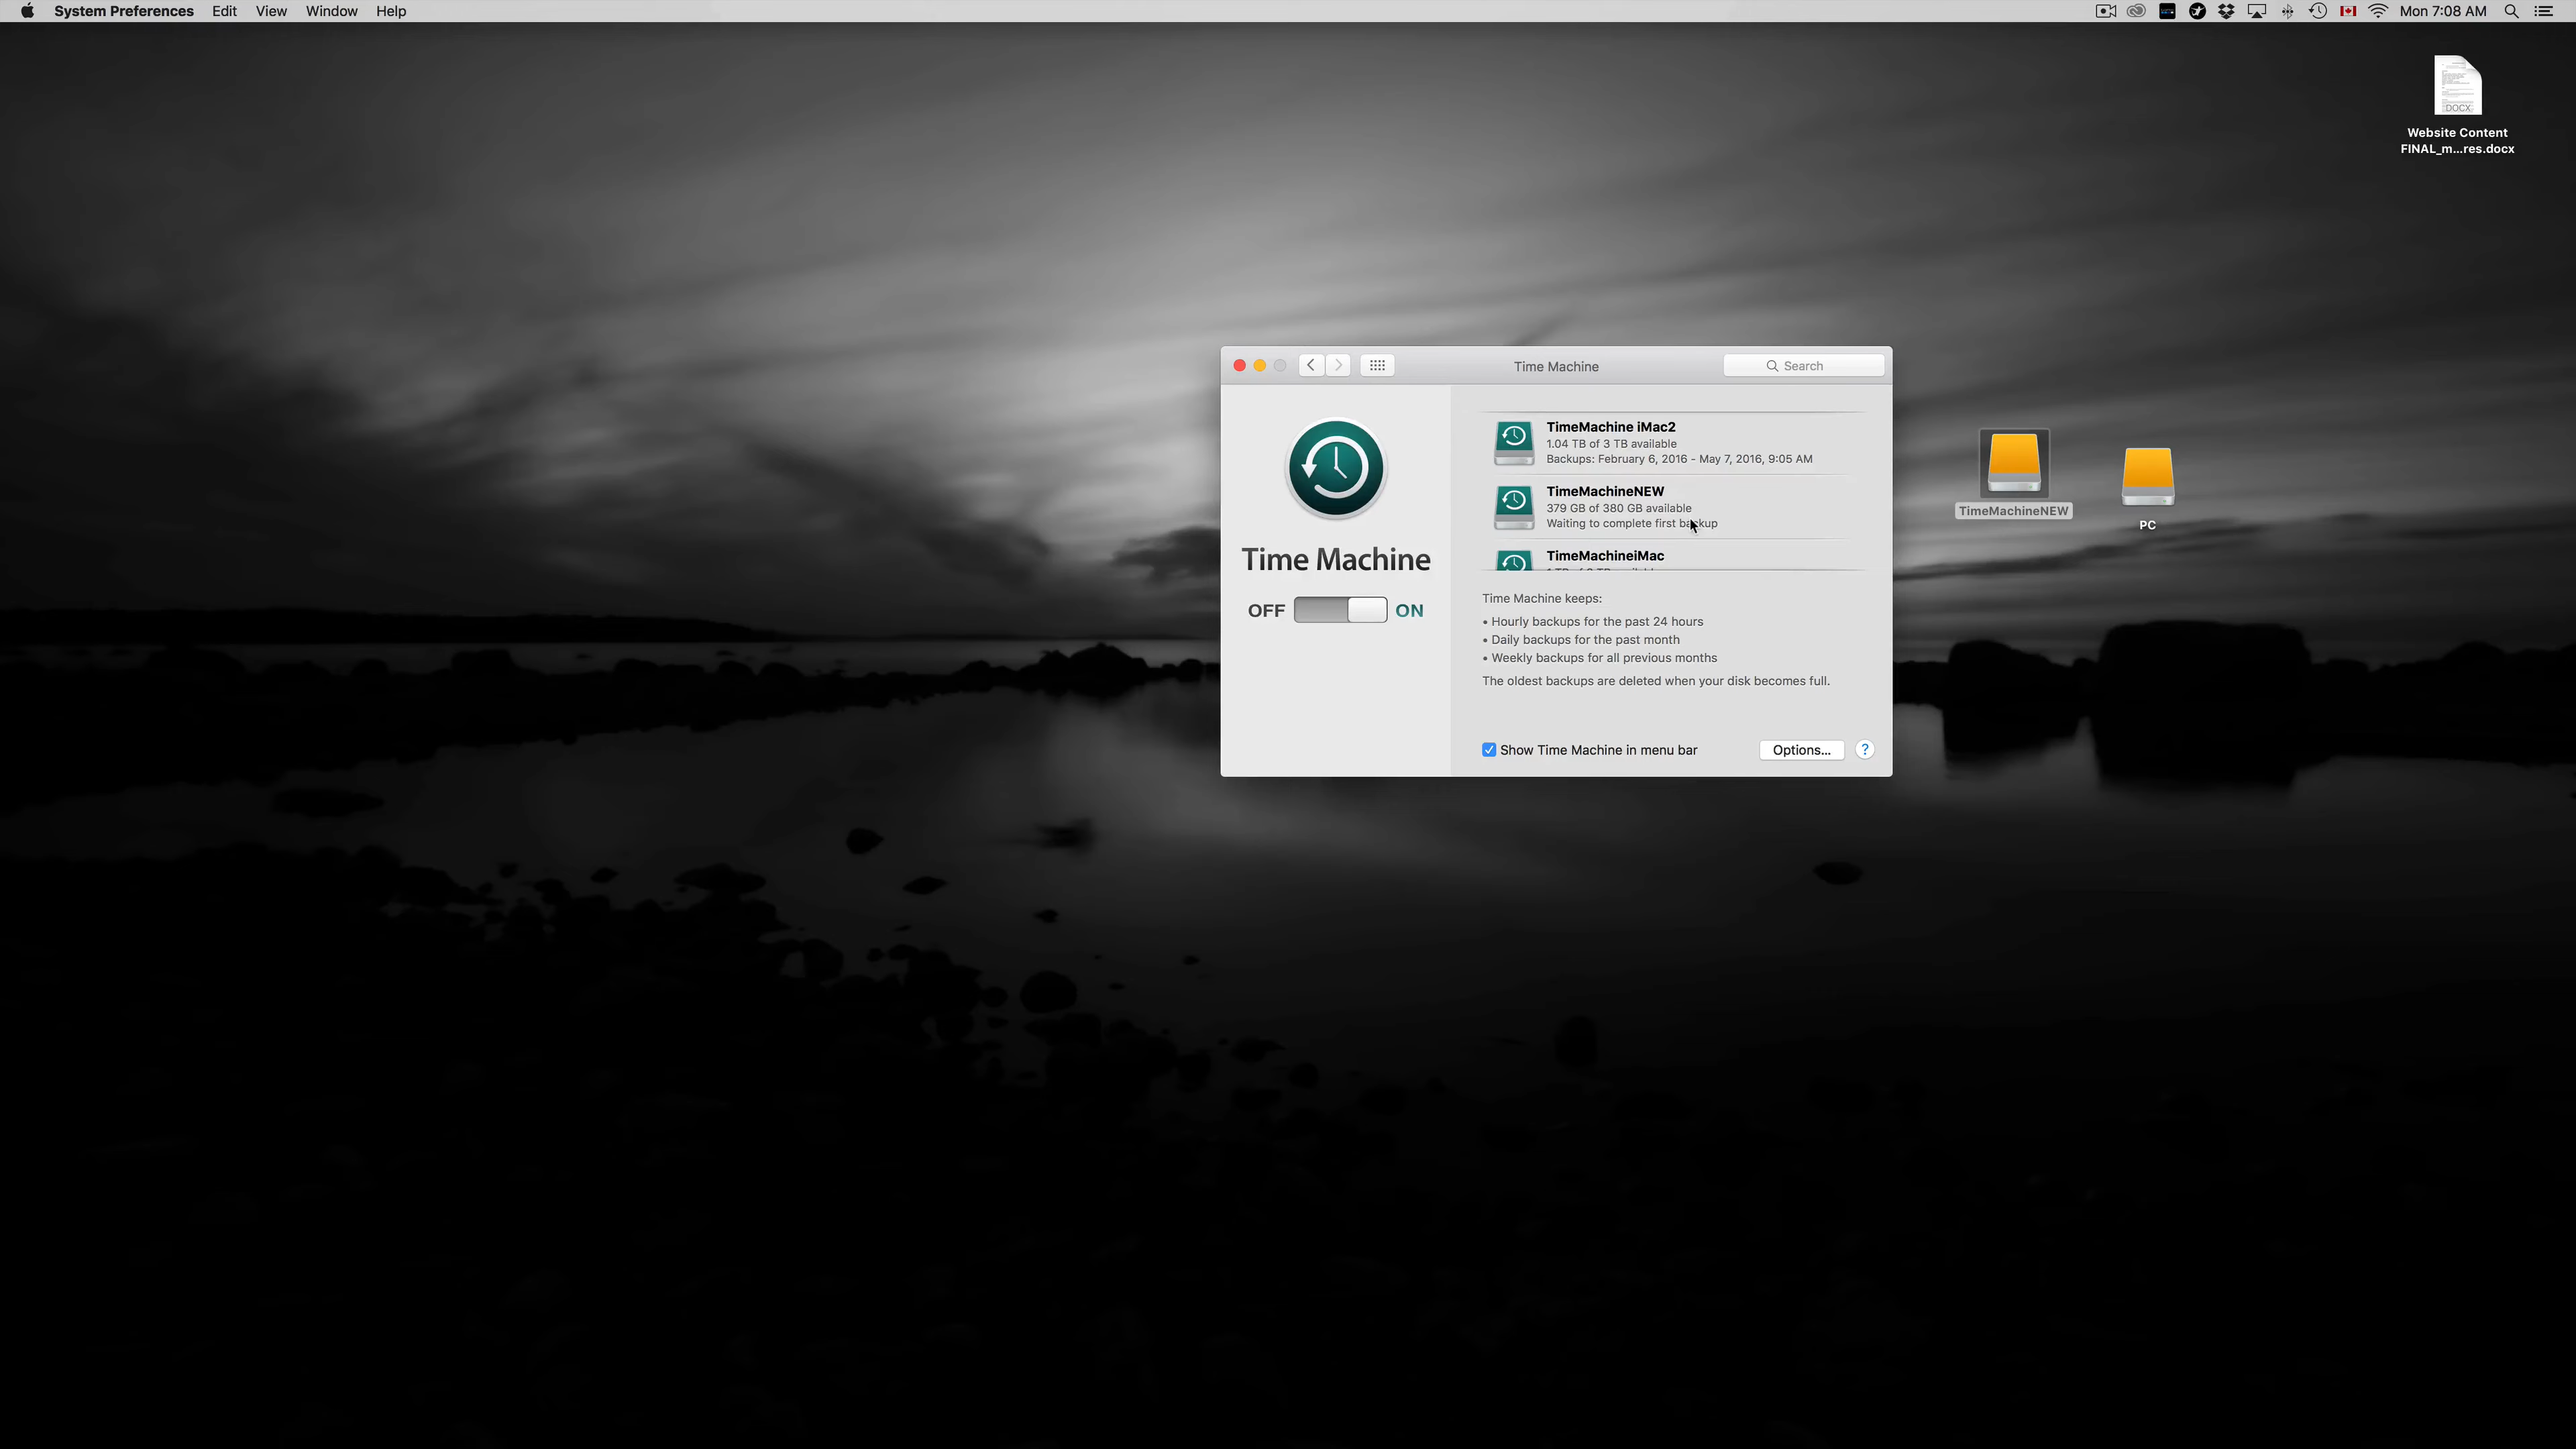 System Preferences Edit View Window Help
Mon 7:08 AM
DOCX
Website Content
FINAL_m...res.docx
Time Machine
Search
Time Machine
OFF ON
TimeMachine iMac2
1.04 TB of 3 TB available
Backups: February 6, 2016 - May 7, 2016, 9:05 AM
TimeMachineNEW
379 GB of 380 GB available
Waiting to complete first backup
TimeMachineiMac
Time Machine keeps:
• Hourly backups for the past 24 hours
• Daily backups for the past month
• Weekly backups for all previous months
The oldest backups are deleted when your disk becomes full.
Show Time Machine in menu bar
Options...
?
TimeMachineNEW
PC